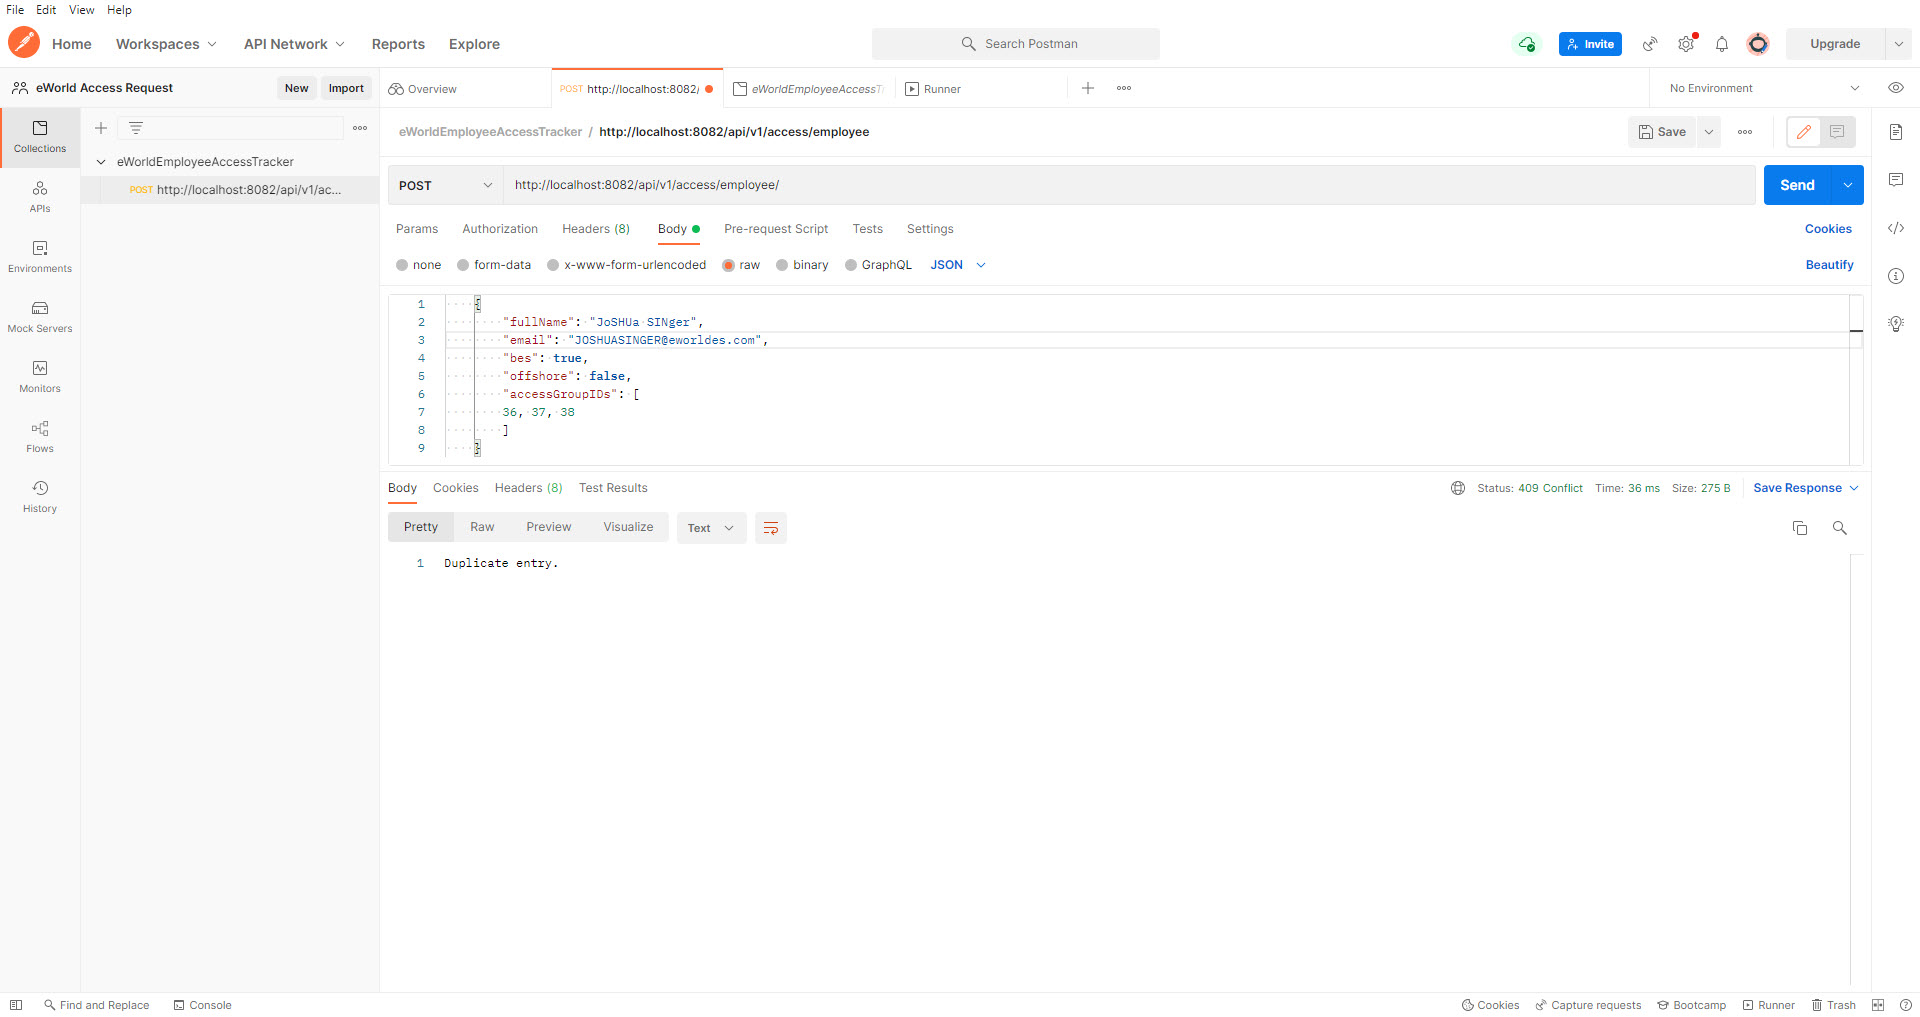 File Edit View Help
Home Workspaces API Network Reports Explore Search Postman Invite Upgrade
eWorld Access Request New Import Overview POST http://localhost:8082/ eWorldEmployeeAccessT Runner No Environment
eWorldEmployeeAccessTracker / http://localhost:8082/api/v1/access/employee Save
Collections
eWorldEmployeeAccessTracker
POST http://localhost:8082/api/v1/ac...
POST http://localhost:8082/api/v1/access/employee/ Send
APIs
Environments
Mock Servers
Monitors
Flows
History
Params Authorization Headers (8) Body Pre-request Script Tests Settings Cookies
none form-data x-www-form-urlencoded raw binary GraphQL JSON Beautify
1 {
2 "fullName": "JoSHUa SINger",
3 "email": "JOSHUASINGER@eworldes.com",
4 "bes": true,
5 "offshore": false,
6 "accessGroupIDs": [
7 36, 37, 38
8 ]
9 }
Body Cookies Headers (8) Test Results Status: 409 Conflict Time: 36 ms Size: 275 B Save Response
Pretty Raw Preview Visualize Text
1 Duplicate entry.
Find and Replace Console Cookies Capture requests Bootcamp Runner Trash